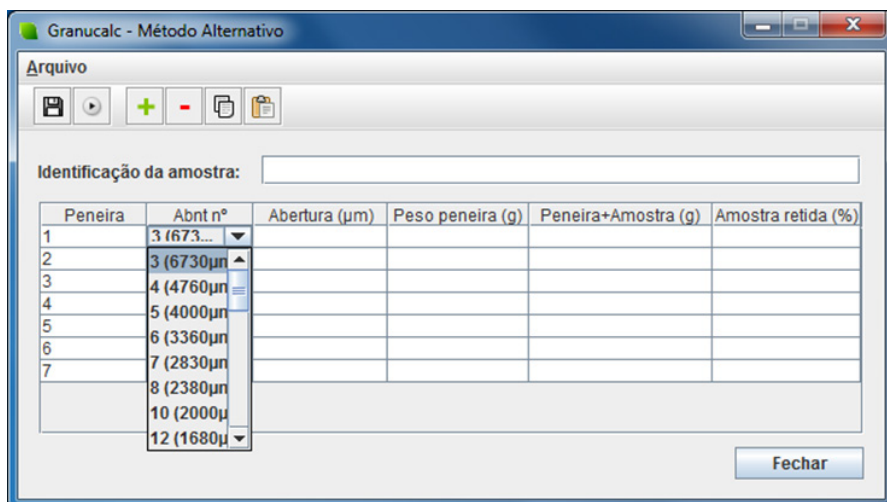 Granucalc - Método Alternativo
Arquivo
Identificação da amostra:
Peneira Abnt nº Abertura (µm) Peso peneira (g) Peneira+Amostra (g) Amostra retida (%)
1 3 (673...
2 3 (6730µm
3 4 (4760µm
4 5 (4000µm
5 6 (3360µm
6 7 (2830µm
7 8 (2380µm
10 (2000µ
12 (1680µ
Fechar